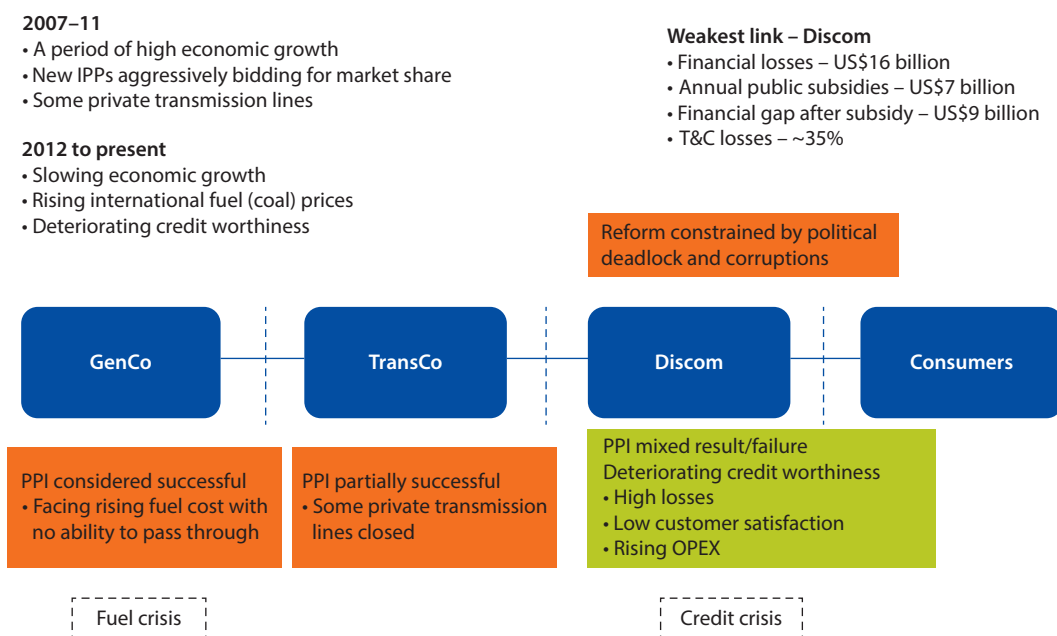 2007–11
• A period of high economic growth
• New IPPs aggressively bidding for market share
• Some private transmission lines
2012 to present
• Slowing economic growth
• Rising international fuel (coal) prices
• Deteriorating credit worthiness
Weakest link – Discom
• Financial losses – US$16 billion
• Annual public subsidies – US$7 billion
• Financial gap after subsidy – US$9 billion
• T&C losses – ~35%
Reform constrained by political
deadlock and corruptions
GenCo
TransCo
Discom
Consumers
PPI considered successful
• Facing rising fuel cost with
no ability to pass through
PPI partially successful
• Some private transmission
lines closed
PPI mixed result/failure
Deteriorating credit worthiness
• High losses
• Low customer satisfaction
• Rising OPEX
Fuel crisis
Credit crisis